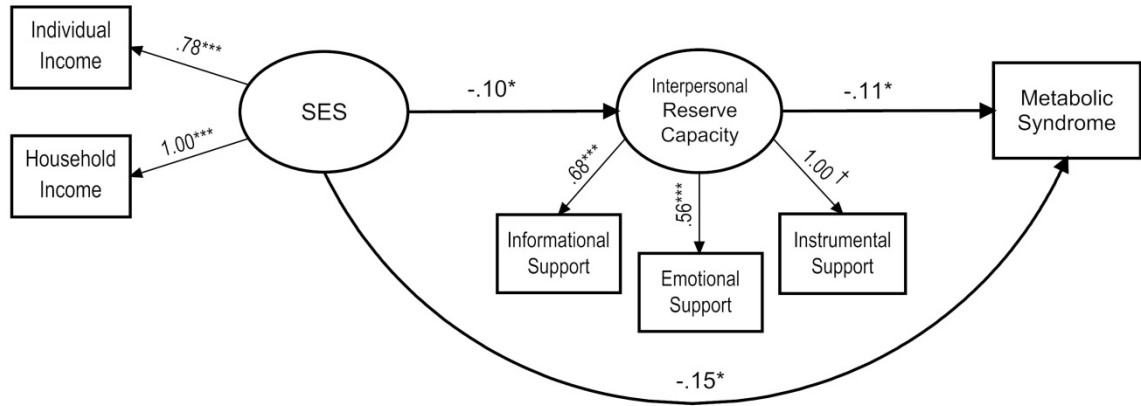 Individual
Income
.78***
SES
Household
Income
1.00***
-.10*
Interpersonal
Reserve
Capacity
-.11*
Metabolic
Syndrome
.68***
.56***
1.00 †
Informational
Support
Emotional
Support
Instrumental
Support
-.15*